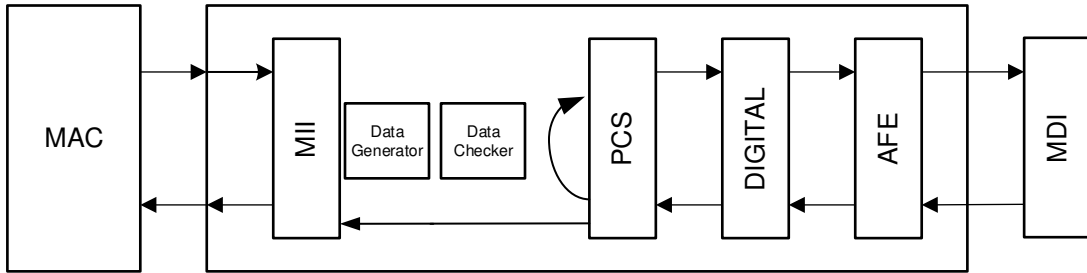 MAC
MII
Data
Generator
Data
Checker
PCS
DIGITAL
AFE
MDI